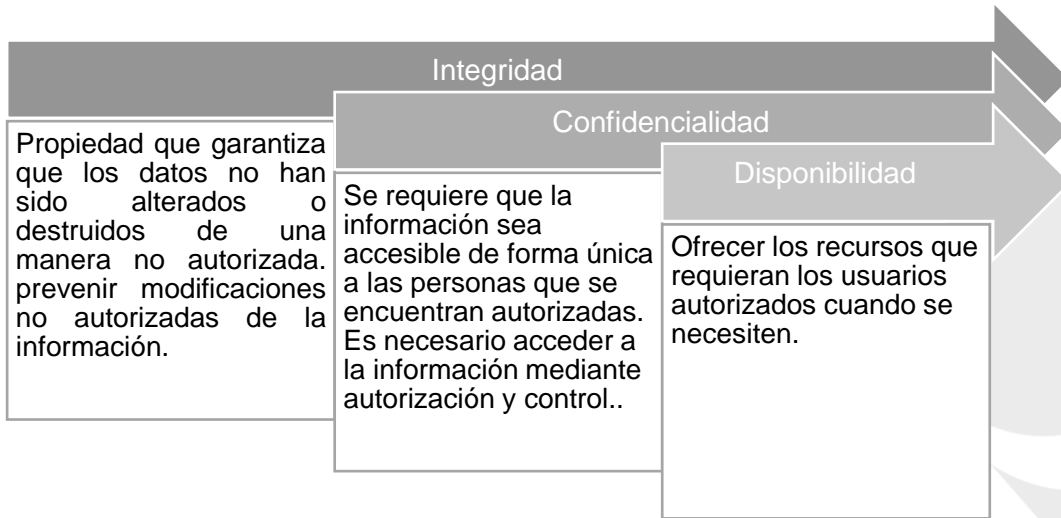 Integridad
Propiedad que garantiza
que los datos no han
sido alterados o
destruidos de una
manera no autorizada.
prevenir modificaciones
no autorizadas de la
información.
Confidencialidad
Se requiere que la
información sea
accesible de forma única
a las personas que se
encuentran autorizadas.
Es necesario acceder a
la información mediante
autorización y control..
Disponibilidad
Ofrecer los recursos que
requieran los usuarios
autorizados cuando se
necesiten.